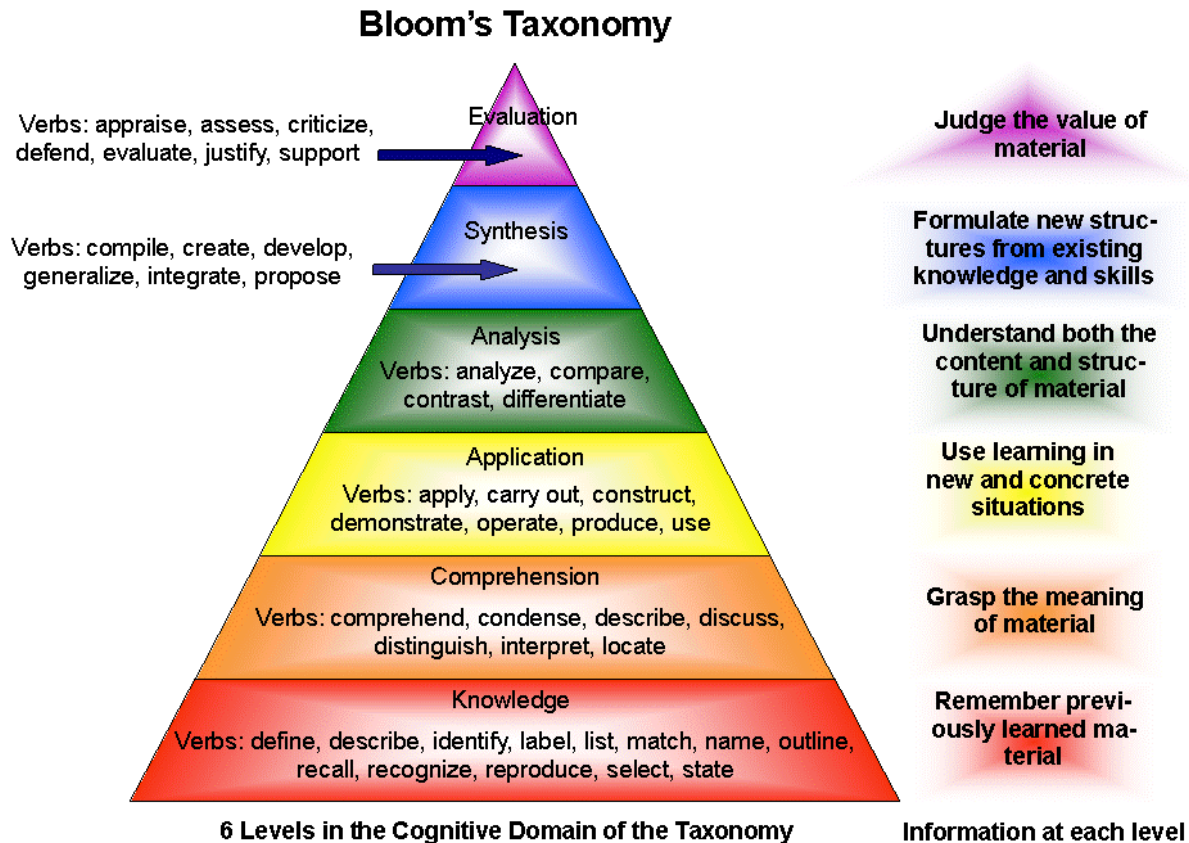 Bloom's Taxonomy
Evaluation
Verbs: appraise, assess, criticize,
defend, evaluate, justify, support
Judge the value of
material
Synthesis
Verbs: compile, create, develop,
generalize, integrate, propose
Formulate new struc-
tures from existing
knowledge and skills
Analysis
Verbs: analyze, compare,
contrast, differentiate
Understand both the
content and struc-
ture of material
Application
Verbs: apply, carry out, construct,
demonstrate, operate, produce, use
Use learning in
new and concrete
situations
Comprehension
Verbs: comprehend, condense, describe, discuss,
distinguish, interpret, locate
Grasp the meaning
of material
Knowledge
Verbs: define, describe, identify, label, list, match, name, outline,
recall, recognize, reproduce, select, state
Remember previ-
ously learned ma-
terial
6 Levels in the Cognitive Domain of the Taxonomy
Information at each level